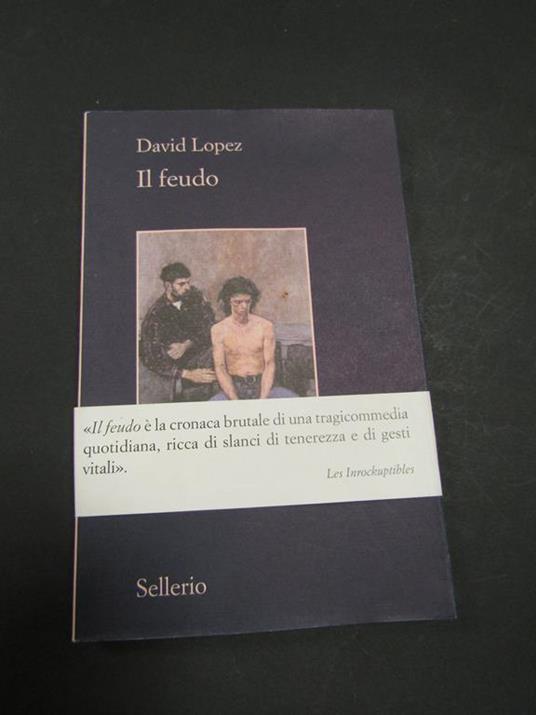 David Lopez
Il feudo
«Il feudo è la cronaca brutale di una tragicommedia
quotidiana, ricca di slanci di tenerezza e di gesti
vitali».
Les Inrockuptibles
Sellerio